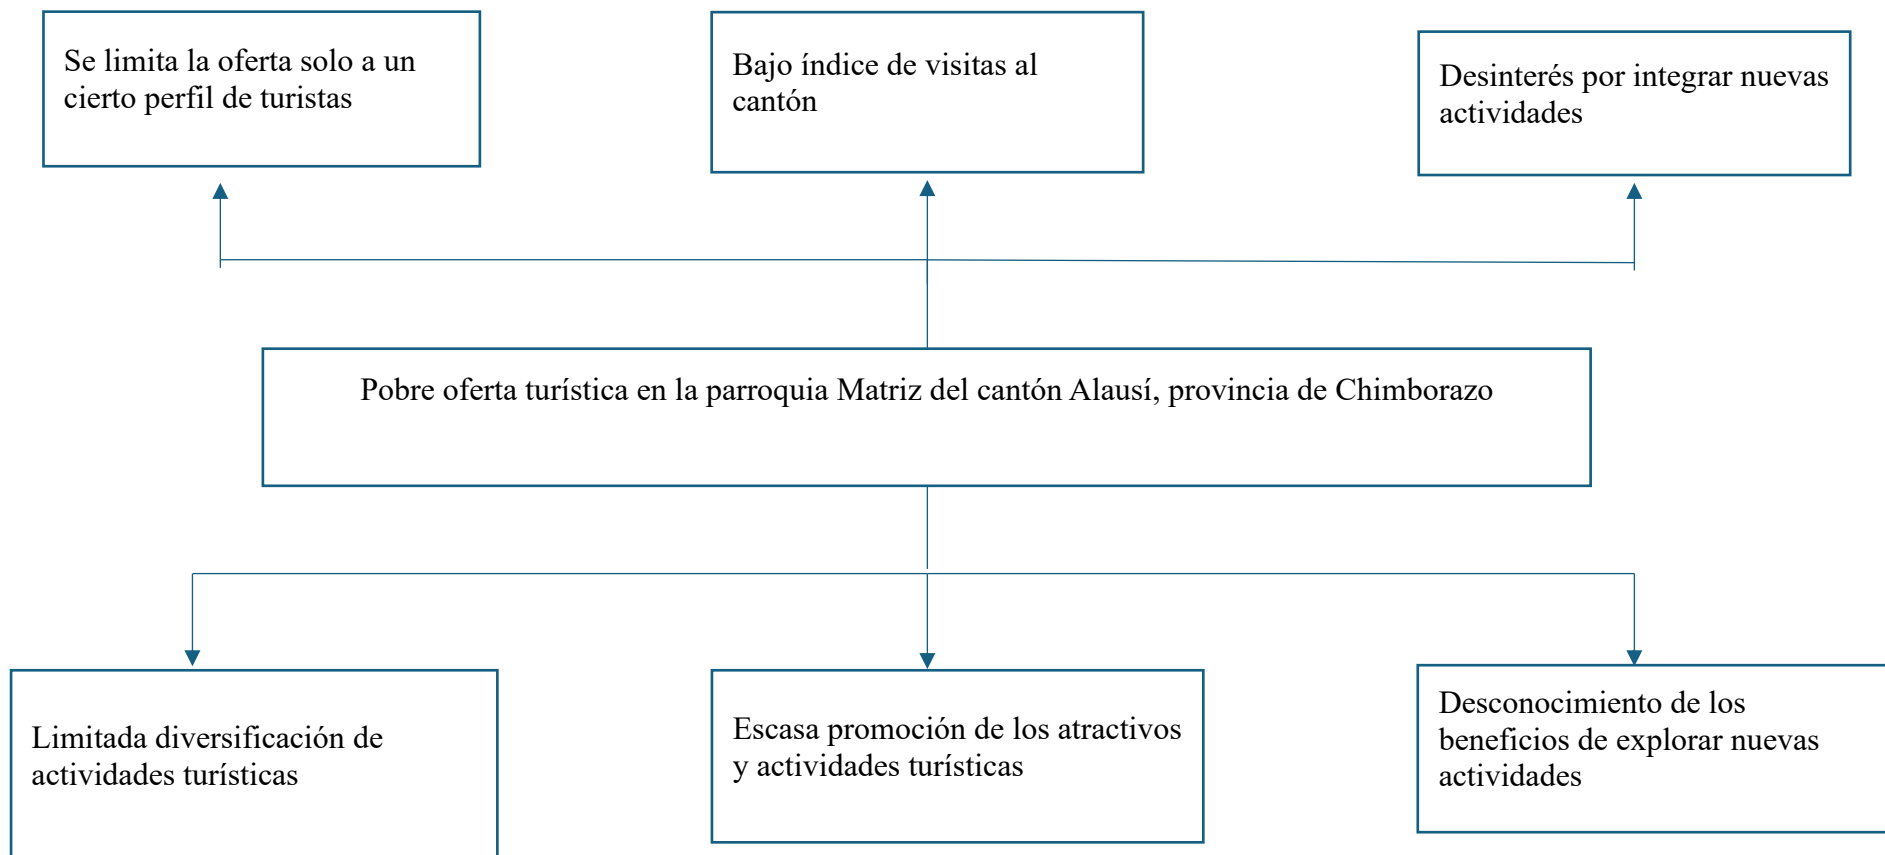 Se limita la oferta solo a un
cierto perfil de turistas
Bajo índice de visitas al
cantón
Desinterés por integrar nuevas
actividades
Pobre oferta turística en la parroquia Matriz del cantón Alausí, provincia de Chimborazo
Limitada diversificación de
actividades turísticas
Escasa promoción de los atractivos
y actividades turísticas
Desconocimiento de los
beneficios de explorar nuevas
actividades